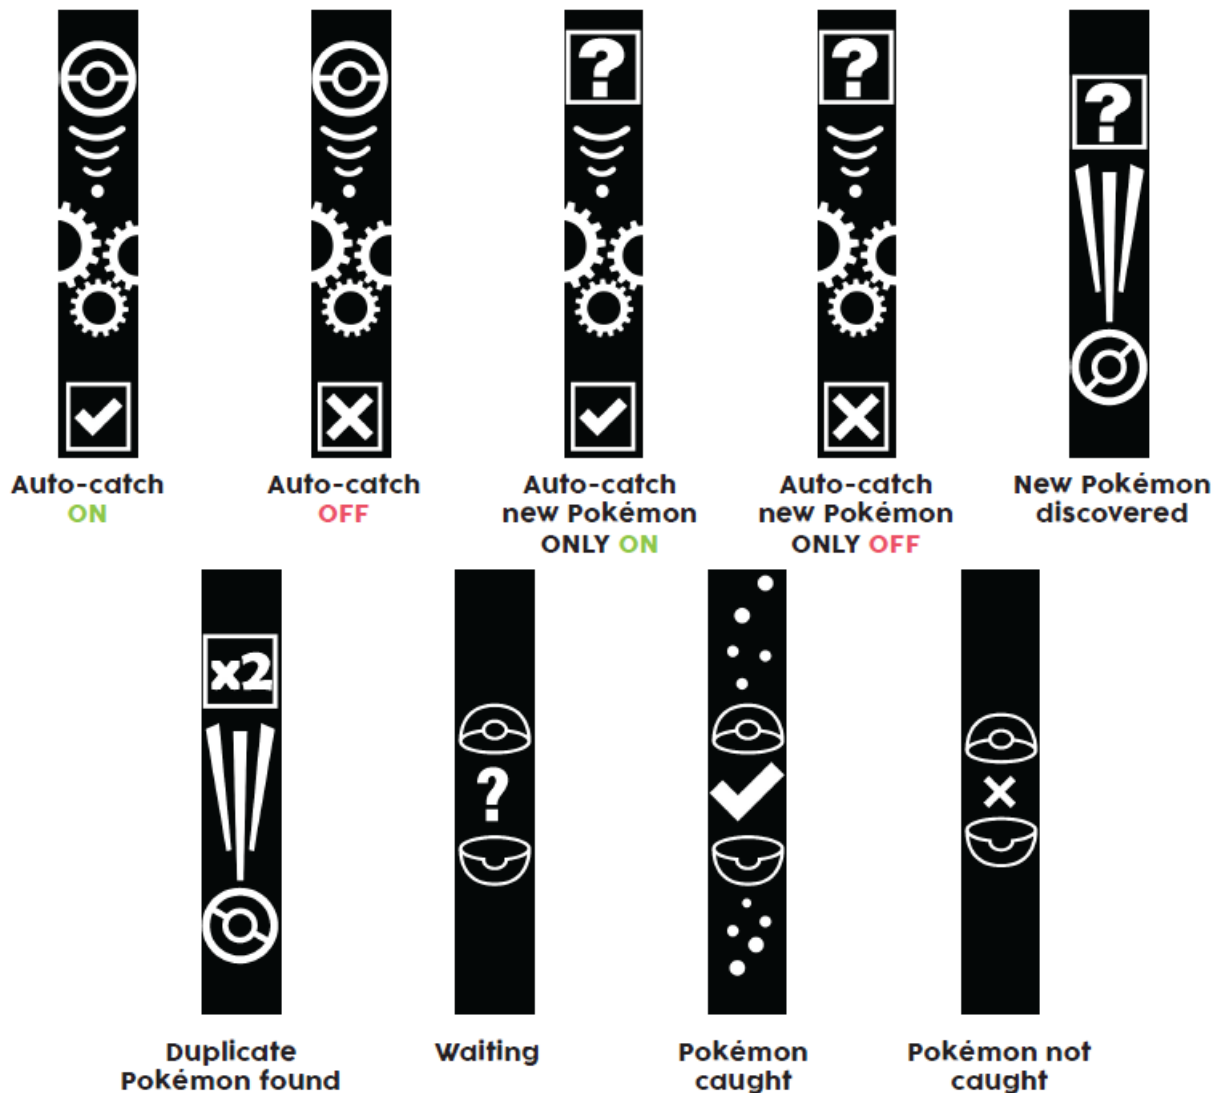 ?
?
?
Auto-catch
ON
Auto-catch
OFF
Auto-catch
new Pokémon
ONLY ON
Auto-catch
new Pokémon
ONLY OFF
New Pokémon
discovered
x2
?
Duplicate
Pokémon found
Waiting
Pokémon
caught
Pokémon not
caught